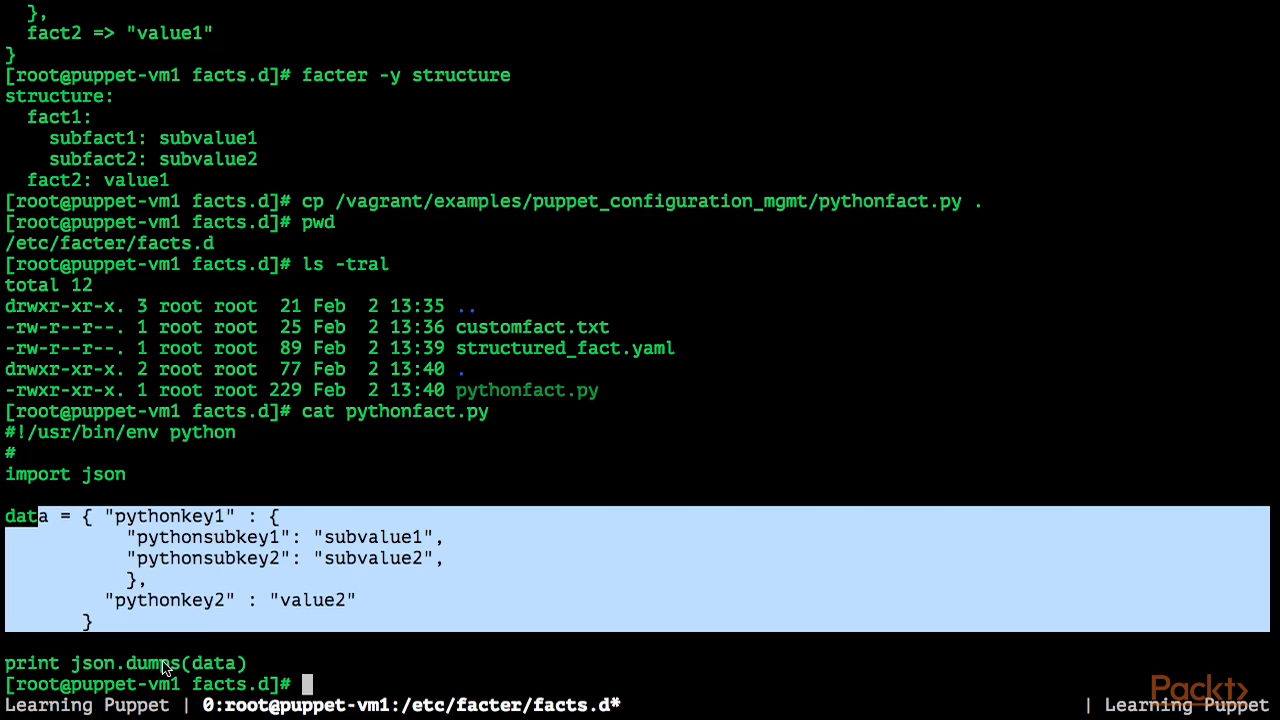 },
  fact2 => "value1"
}
[root@puppet-vm1 facts.d]# facter -y structure
structure:
  fact1:
    subfact1: subvalue1
    subfact2: subvalue2
  fact2: value1
[root@puppet-vm1 facts.d]# cp /vagrant/examples/puppet_configuration_mgmt/pythonfact.py .
[root@puppet-vm1 facts.d]# pwd
/etc/facter/facts.d
[root@puppet-vm1 facts.d]# ls -tral
total 12
drwxr-xr-x. 3 root root  21 Feb  2 13:35 ..
-rw-r--r--. 1 root root  25 Feb  2 13:36 customfact.txt
-rw-r--r--. 1 root root  89 Feb  2 13:39 structured_fact.yaml
drwxr-xr-x. 2 root root  77 Feb  2 13:40 .
-rwxr-xr-x. 1 root root 229 Feb  2 13:40 pythonfact.py
[root@puppet-vm1 facts.d]# cat pythonfact.py
#!/usr/bin/env python
#
import json
data = { "pythonkey1" : {
           "pythonsubkey1": "subvalue1",
           "pythonsubkey2": "subvalue2",
           },
         "pythonkey2" : "value2"
       }
print json.dumps(data)
[root@puppet-vm1 facts.d]#
Packt>
Learning Puppet | 0:root@puppet-vm1:/etc/facter/facts.d* | Learning Puppet